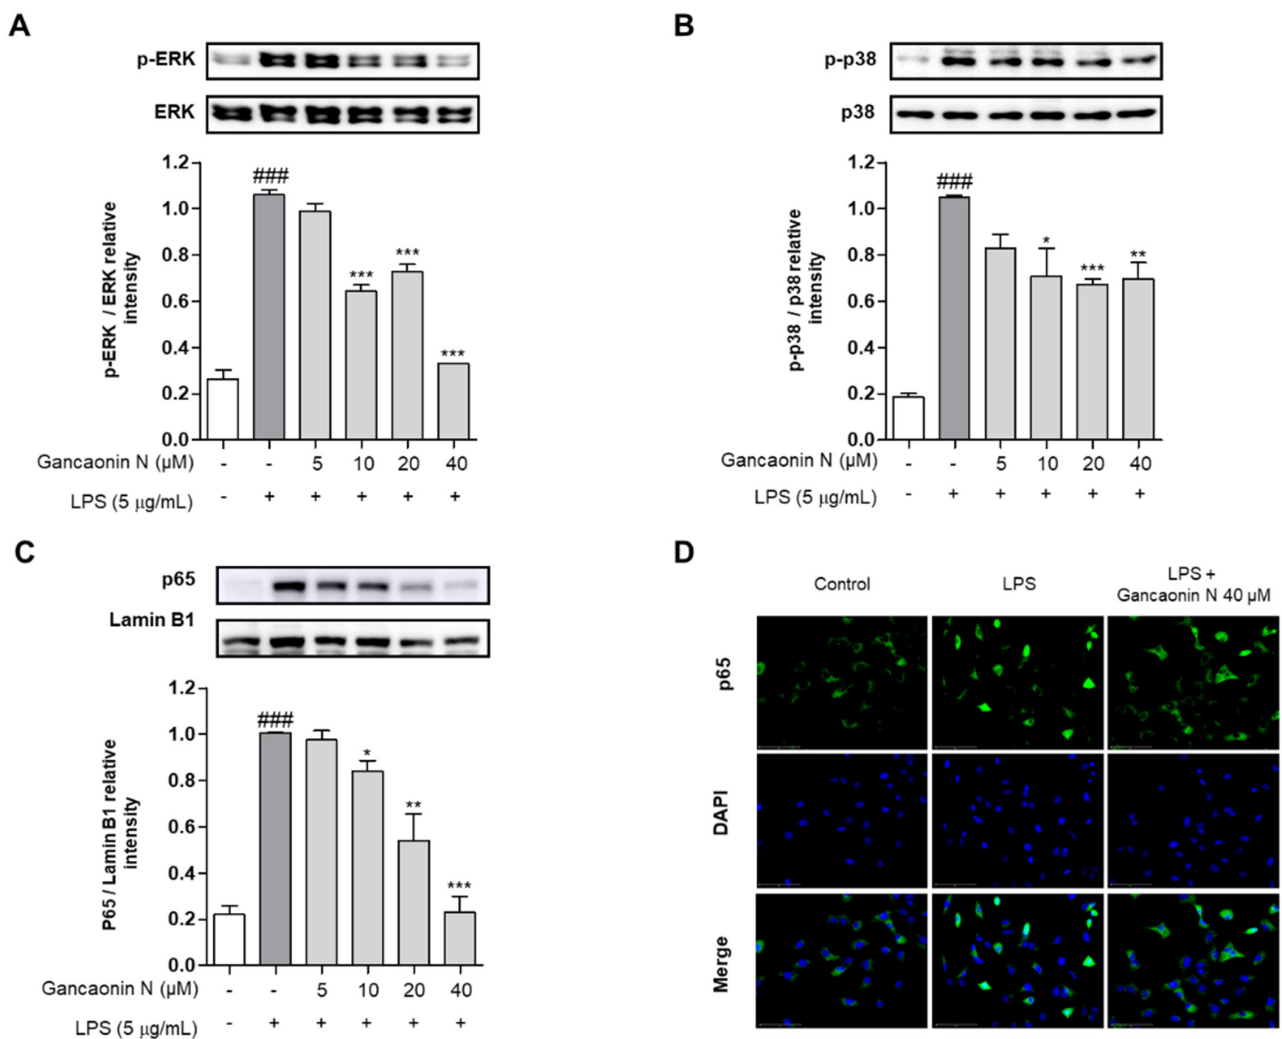 A
p-ERK
ERK
1.2
1.0
0.8
0.6
0.4
0.2
0.0
p-ERK / ERK relative
intensity
###
***
***
***
Gancaonin N (µM)
- - 5 10 20 40
LPS (5 µg/mL)
- + + + + +
B
p-p38
p38
1.2
1.0
0.8
0.6
0.4
0.2
0.0
p-p38 / p38 relative
intensity
###
*
***
**
Gancaonin N (µM)
- - 5 10 20 40
LPS (5 µg/mL)
- + + + + +
C
p65
Lamin B1
1.2
1.0
0.8
0.6
0.4
0.2
0.0
P65 / Lamin B1 relative
intensity
###
*
**
***
Gancaonin N (µM)
- - 5 10 20 40
LPS (5 µg/mL)
- + + + + +
D
Control
LPS
LPS +
Gancaonin N 40 µM
p65
DAPI
Merge